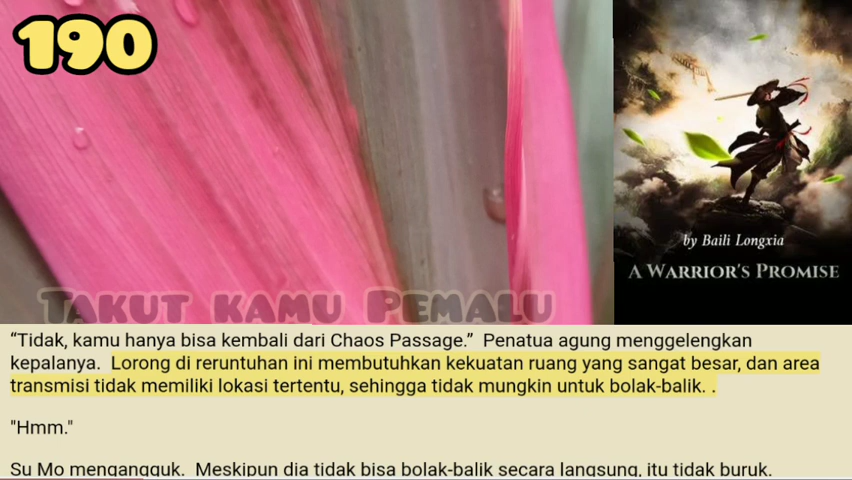 190
by Baili Longxia
A WARRIOR'S PROMISE
TAKUT KAMU PEMALU
“Tidak, kamu hanya bisa kembali dari Chaos Passage.” Penatua agung menggelengkan
kepalanya. Lorong di reruntuhan ini membutuhkan kekuatan ruang yang sangat besar, dan area
transmisi tidak memiliki lokasi tertentu, sehingga tidak mungkin untuk bolak-balik. .
"Hmm."
Su Mo mengangguk. Meskipun dia tidak bisa bolak-balik secara langsung, itu tidak buruk.